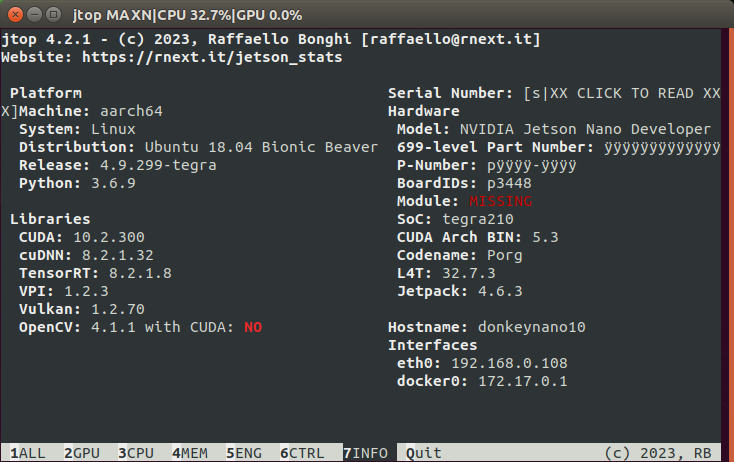 jtop MAXN|CPU 32.7%|GPU 0.0%
jtop 4.2.1 - (c) 2023, Raffaello Bonghi [raffaello@rnext.it]
Website: https://rnext.it/jetson_stats
Platform
Serial Number: [s|XX CLICK TO READ XX
X]Machine: aarch64
Hardware
System: Linux
Model: NVIDIA Jetson Nano Developer
Distribution: Ubuntu 18.04 Bionic Beaver
699-level Part Number: ÿÿÿÿÿÿÿÿÿÿÿÿÿ
Release: 4.9.299-tegra
P-Number: pÿÿÿÿ-ÿÿÿÿ
Python: 3.6.9
BoardIDs: p3448
Module: MISSING
Libraries
SoC: tegra210
CUDA: 10.2.300
CUDA Arch BIN: 5.3
cuDNN: 8.2.1.32
Codename: Porg
TensorRT: 8.2.1.8
L4T: 32.7.3
VPI: 1.2.3
Jetpack: 4.6.3
Vulkan: 1.2.70
OpenCV: 4.1.1 with CUDA: NO
Hostname: donkeynano10
Interfaces
eth0: 192.168.0.108
docker0: 172.17.0.1
1ALL 2GPU 3CPU 4MEM 5ENG 6CTRL 7INFO Quit (c) 2023, RB